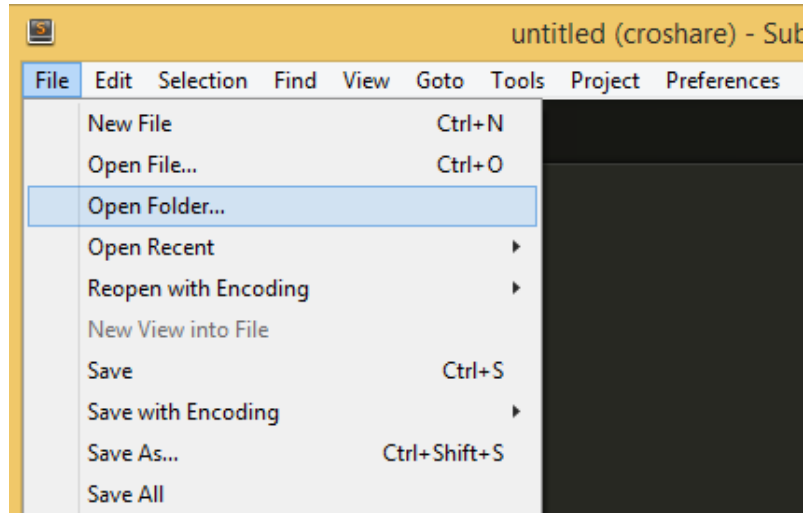 untitled (croshare) - Sub
File Edit Selection Find View Goto Tools Project Preferences
New File Ctrl+N
Open File... Ctrl+O
Open Folder...
Open Recent
Reopen with Encoding
New View into File
Save Ctrl+S
Save with Encoding
Save As... Ctrl+Shift+S
Save All